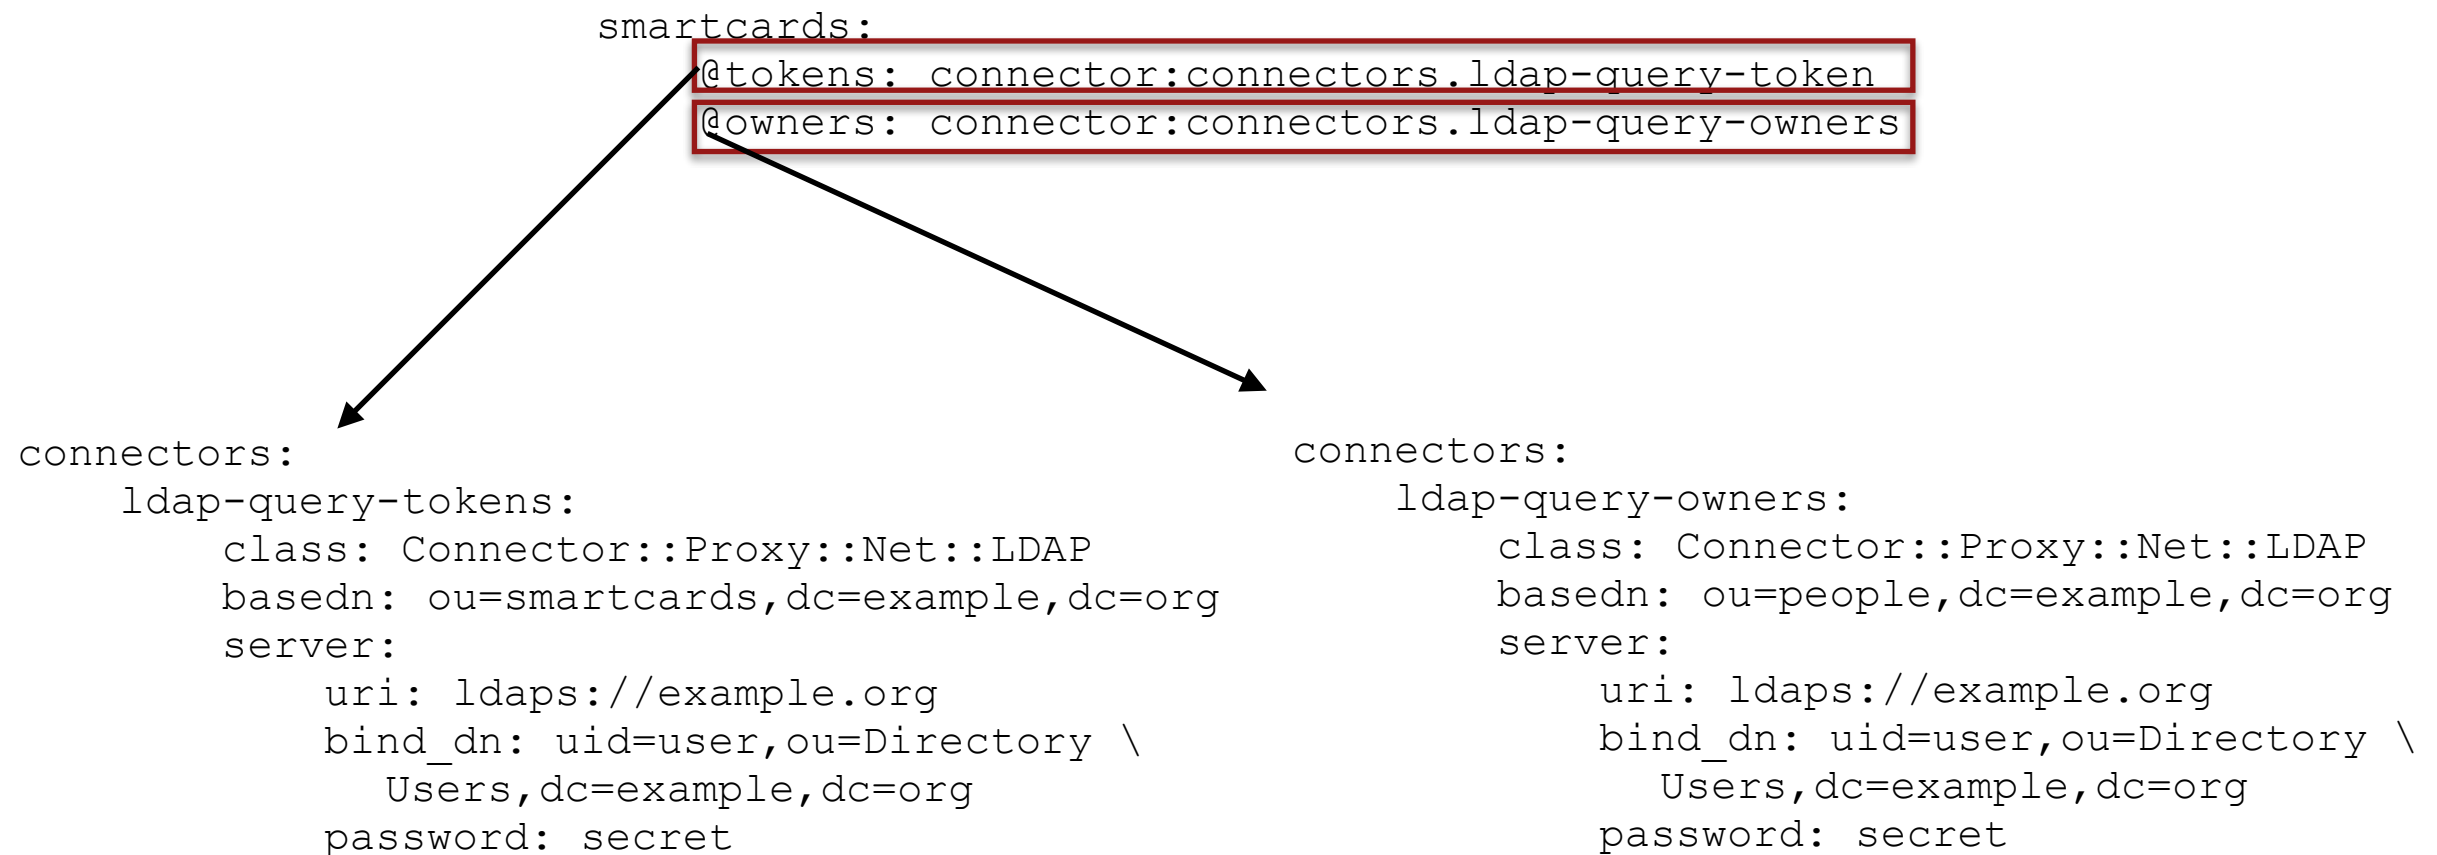 smartcards:
@tokens: connector:connectors.ldap-query-token
@owners: connector:connectors.ldap-query-owners
connectors:
ldap-query-tokens:
class: Connector::Proxy::Net::LDAP
basedn: ou=smartcards,dc=example,dc=org
server:
uri: ldaps://example.org
bind_dn: uid=user,ou=Directory \
Users,dc=example,dc=org
password: secret
connectors:
ldap-query-owners:
class: Connector::Proxy::Net::LDAP
basedn: ou=people,dc=example,dc=org
server:
uri: ldaps://example.org
bind_dn: uid=user,ou=Directory \
Users,dc=example,dc=org
password: secret